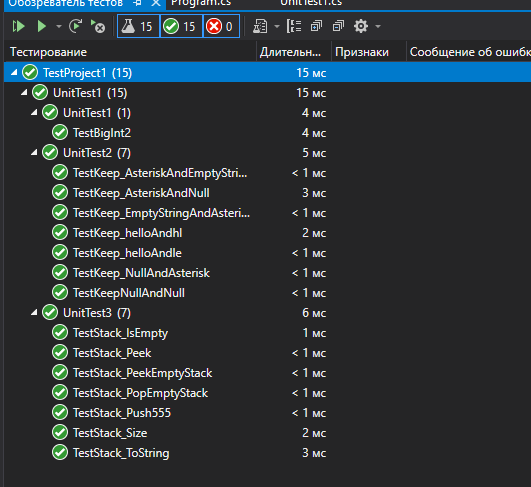 Обозреватель тестов Program.cs UnitTest1.cs
15 15 0
Тестирование Длительн... Признаки Сообщение об ошибк
TestProject1 (15) 15 мс
UnitTest1 (15) 15 мс
UnitTest1 (1) 4 мс
TestBigInt2 4 мс
UnitTest2 (7) 5 мс
TestKeep_AsteriskAndEmptyStri... < 1 мс
TestKeep_AsteriskAndNull 3 мс
TestKeep_EmptyStringAndAsteri... < 1 мс
TestKeep_helloAndhl 2 мс
TestKeep_helloAndle < 1 мс
TestKeep_NullAndAsterisk < 1 мс
TestKeepNullAndNull < 1 мс
UnitTest3 (7) 6 мс
TestStack_IsEmpty 1 мс
TestStack_Peek < 1 мс
TestStack_PeekEmptyStack < 1 мс
TestStack_PopEmptyStack < 1 мс
TestStack_Push555 < 1 мс
TestStack_Size 2 мс
TestStack_ToString 3 мс